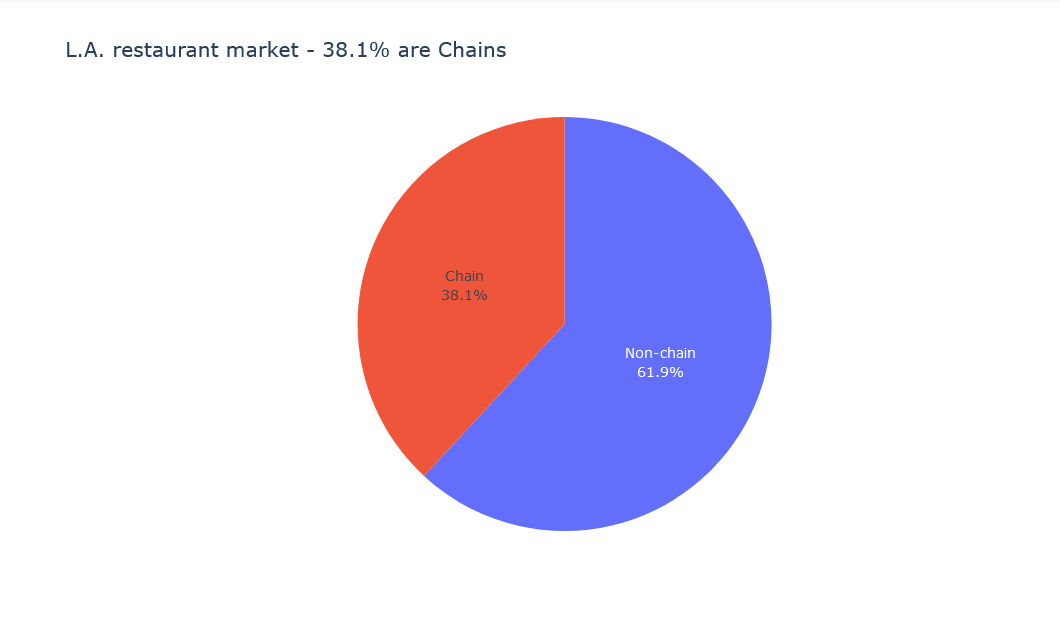 L.A. restaurant market - 38.1% are Chains
Chain
38.1%
Non-chain
61.9%